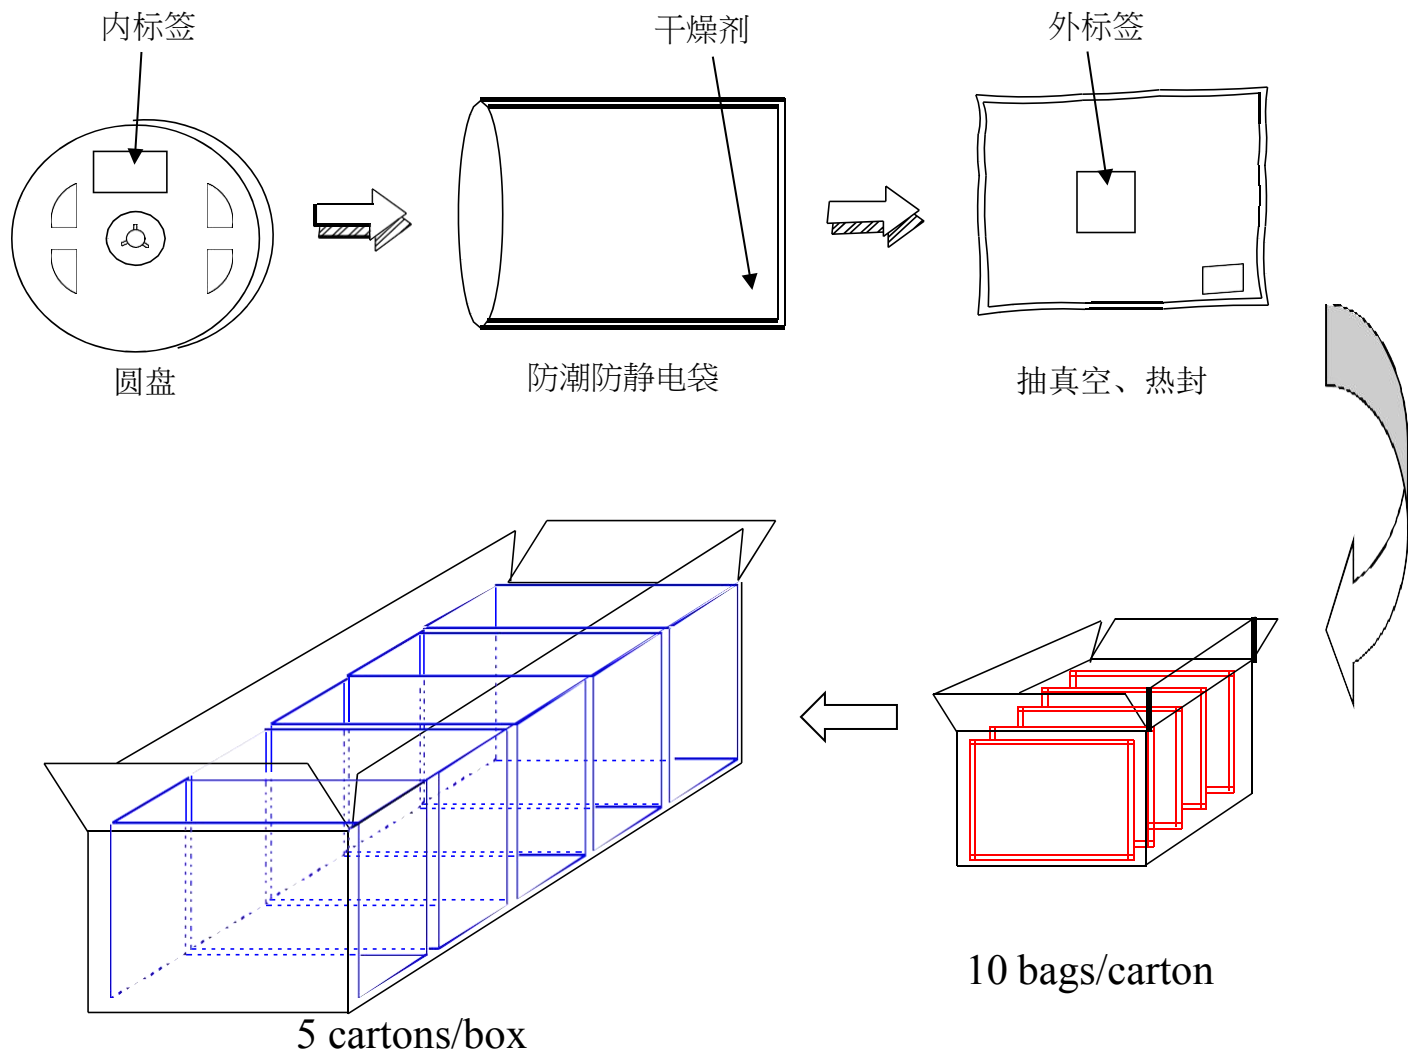 内标签
干燥剂
外标签
圆盘
防潮防静电袋
抽真空、热封
10 bags/carton
5 cartons/box